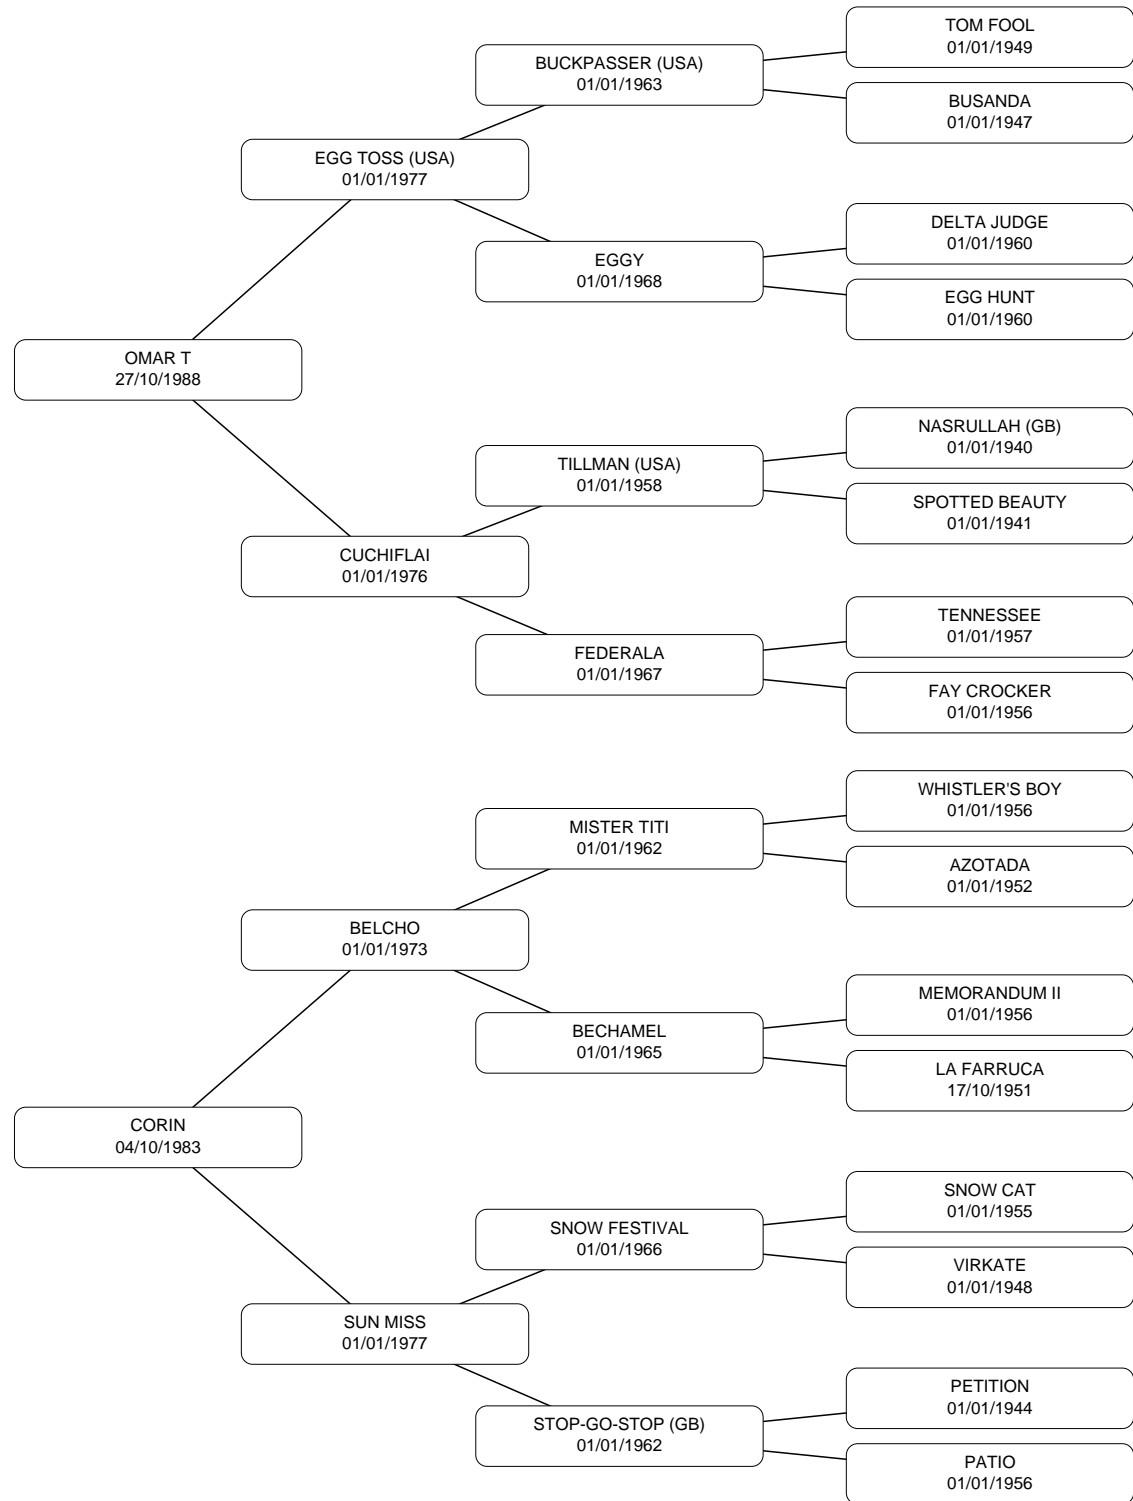 TOM FOOL
01/01/1949
BUCKPASSER (USA)
01/01/1963
BUSANDA
01/01/1947
EGG TOSS (USA)
01/01/1977
DELTA JUDGE
01/01/1960
EGGY
01/01/1968
EGG HUNT
01/01/1960
OMAR T
27/10/1988
NASRULLAH (GB)
01/01/1940
TILLMAN (USA)
01/01/1958
SPOTTED BEAUTY
01/01/1941
CUCHIFLAI
01/01/1976
TENNESSEE
01/01/1957
FEDERALA
01/01/1967
FAY CROCKER
01/01/1956
WHISTLER'S BOY
01/01/1956
MISTER TITI
01/01/1962
AZOTADA
01/01/1952
BELCHO
01/01/1973
MEMORANDUM II
01/01/1956
BECHAMEL
01/01/1965
LA FARRUCA
17/10/1951
CORIN
04/10/1983
SNOW CAT
01/01/1955
SNOW FESTIVAL
01/01/1966
VIRKATE
01/01/1948
SUN MISS
01/01/1977
PETITION
01/01/1944
STOP-GO-STOP (GB)
01/01/1962
PATIO
01/01/1956